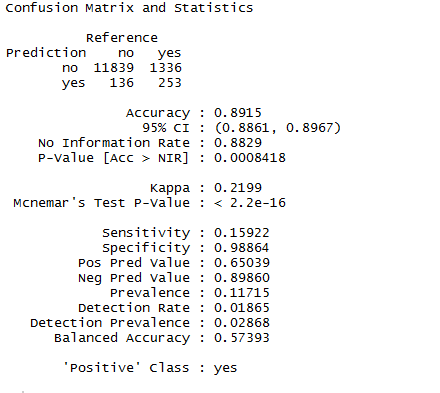 Confusion Matrix and Statistics
Reference
Prediction no yes
no 11839 1336
yes 136 253
Accuracy : 0.8915
95% CI : (0.8861, 0.8967)
No Information Rate : 0.8829
P-Value [Acc > NIR] : 0.0008418
Kappa : 0.2199
Mcnemar's Test P-Value : < 2.2e-16
Sensitivity : 0.15922
Specificity : 0.98864
Pos Pred Value : 0.65039
Neg Pred Value : 0.89860
Prevalence : 0.11715
Detection Rate : 0.01865
Detection Prevalence : 0.02868
Balanced Accuracy : 0.57393
'Positive' Class : yes